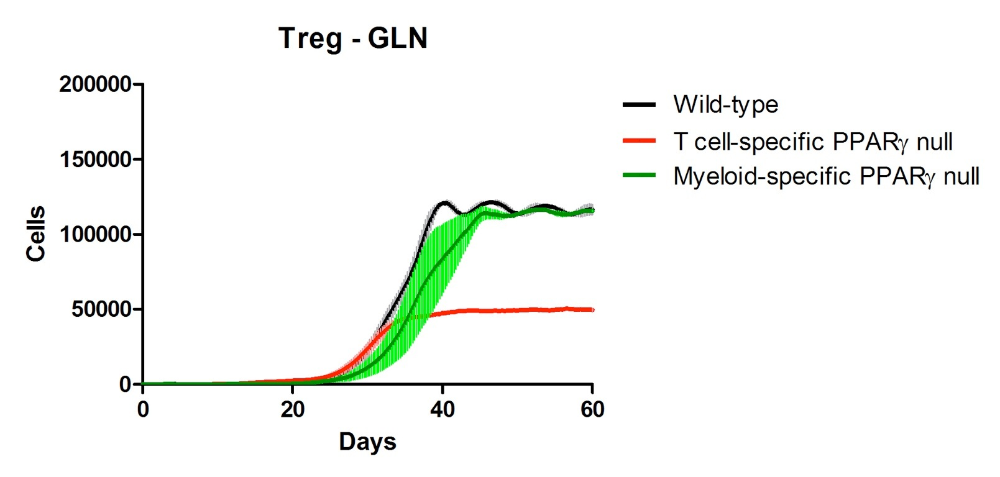 Treg - GLN
200000
150000
100000
50000
0
0 20 40 60
Cells
Days
Wild-type
T cell-specific PPARγ null
Myeloid-specific PPARγ null